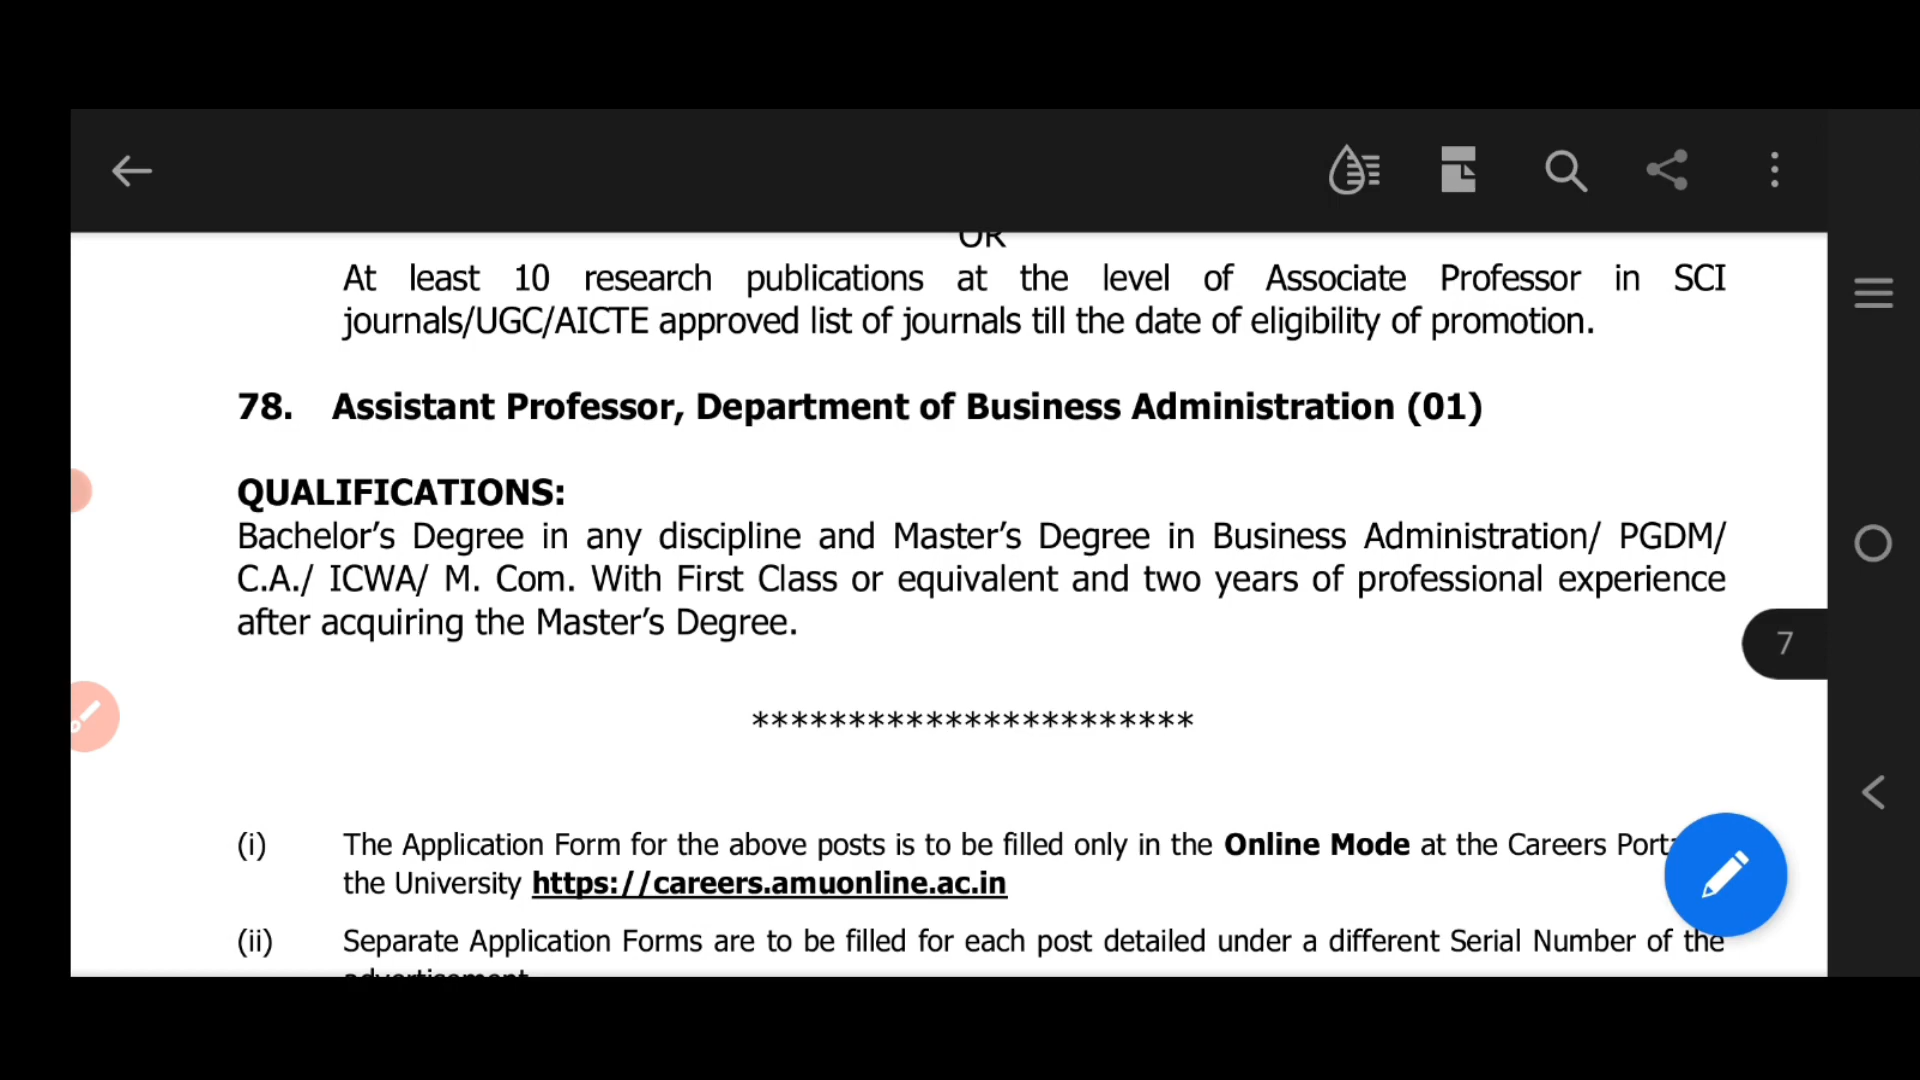 OR
At least 10 research publications at the level of Associate Professor in SCI
journals/UGC/AICTE approved list of journals till the date of eligibility of promotion.
78. Assistant Professor, Department of Business Administration (01)
QUALIFICATIONS:
Bachelor’s Degree in any discipline and Master’s Degree in Business Administration/ PGDM/
C.A./ ICWA/ M. Com. With First Class or equivalent and two years of professional experience
after acquiring the Master’s Degree.
7
***********************
(i) The Application Form for the above posts is to be filled only in the Online Mode at the Careers
the University https://careers.amuonline.ac.in
(ii) Separate Application Forms are to be filled for each post detailed under a different Serial Number of the